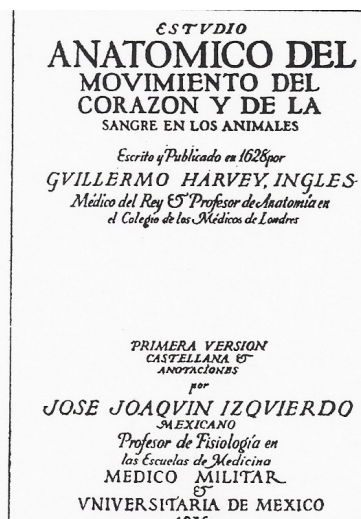 ESTVDIO
ANATOMICO DEL
MOVIMIENTO DEL
CORAZON Y DE LA
SANGRE EN LOS ANIMALES
Escrito y Publicado en 1628 por
GVILLERMO HARVEY, INGLES
Médico del Rey & Profesor de Anatomía en
el Colegio de los Médicos de Londres
PRIMERA VERSION
CASTELLANA &
ANOTACIONES
por
JOSE JOAQVIN IZQVIERDO
MEXICANO
Profesor de Fisiología en
las Escuelas de Medicina
MEDICO MILITAR
&
VNIVERSITARIA DE MEXICO